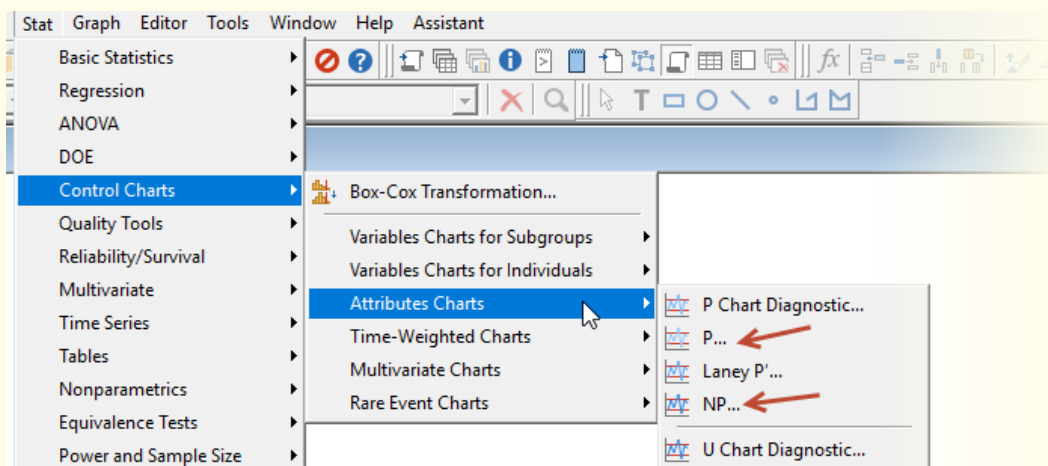 Stat Graph Editor Tools Window Help Assistant
Basic Statistics
Regression
fx
ANOVA
T
DOE
Control Charts
Box-Cox Transformation...
Quality Tools
Variables Charts for Subgroups
Reliability/Survival
Variables Charts for Individuals
Multivariate
Attributes Charts
P Chart Diagnostic...
Time Series
Time-Weighted Charts
P...
Tables
Multivariate Charts
Laney P'...
Nonparametrics
Rare Event Charts
NP...
Equivalence Tests
Power and Sample Size
U Chart Diagnostic...